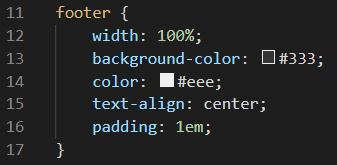 11 footer {
12 width: 100%;
13 background-color: #333;
14 color: #eee;
15 text-align: center;
16 padding: 1em;
17 }